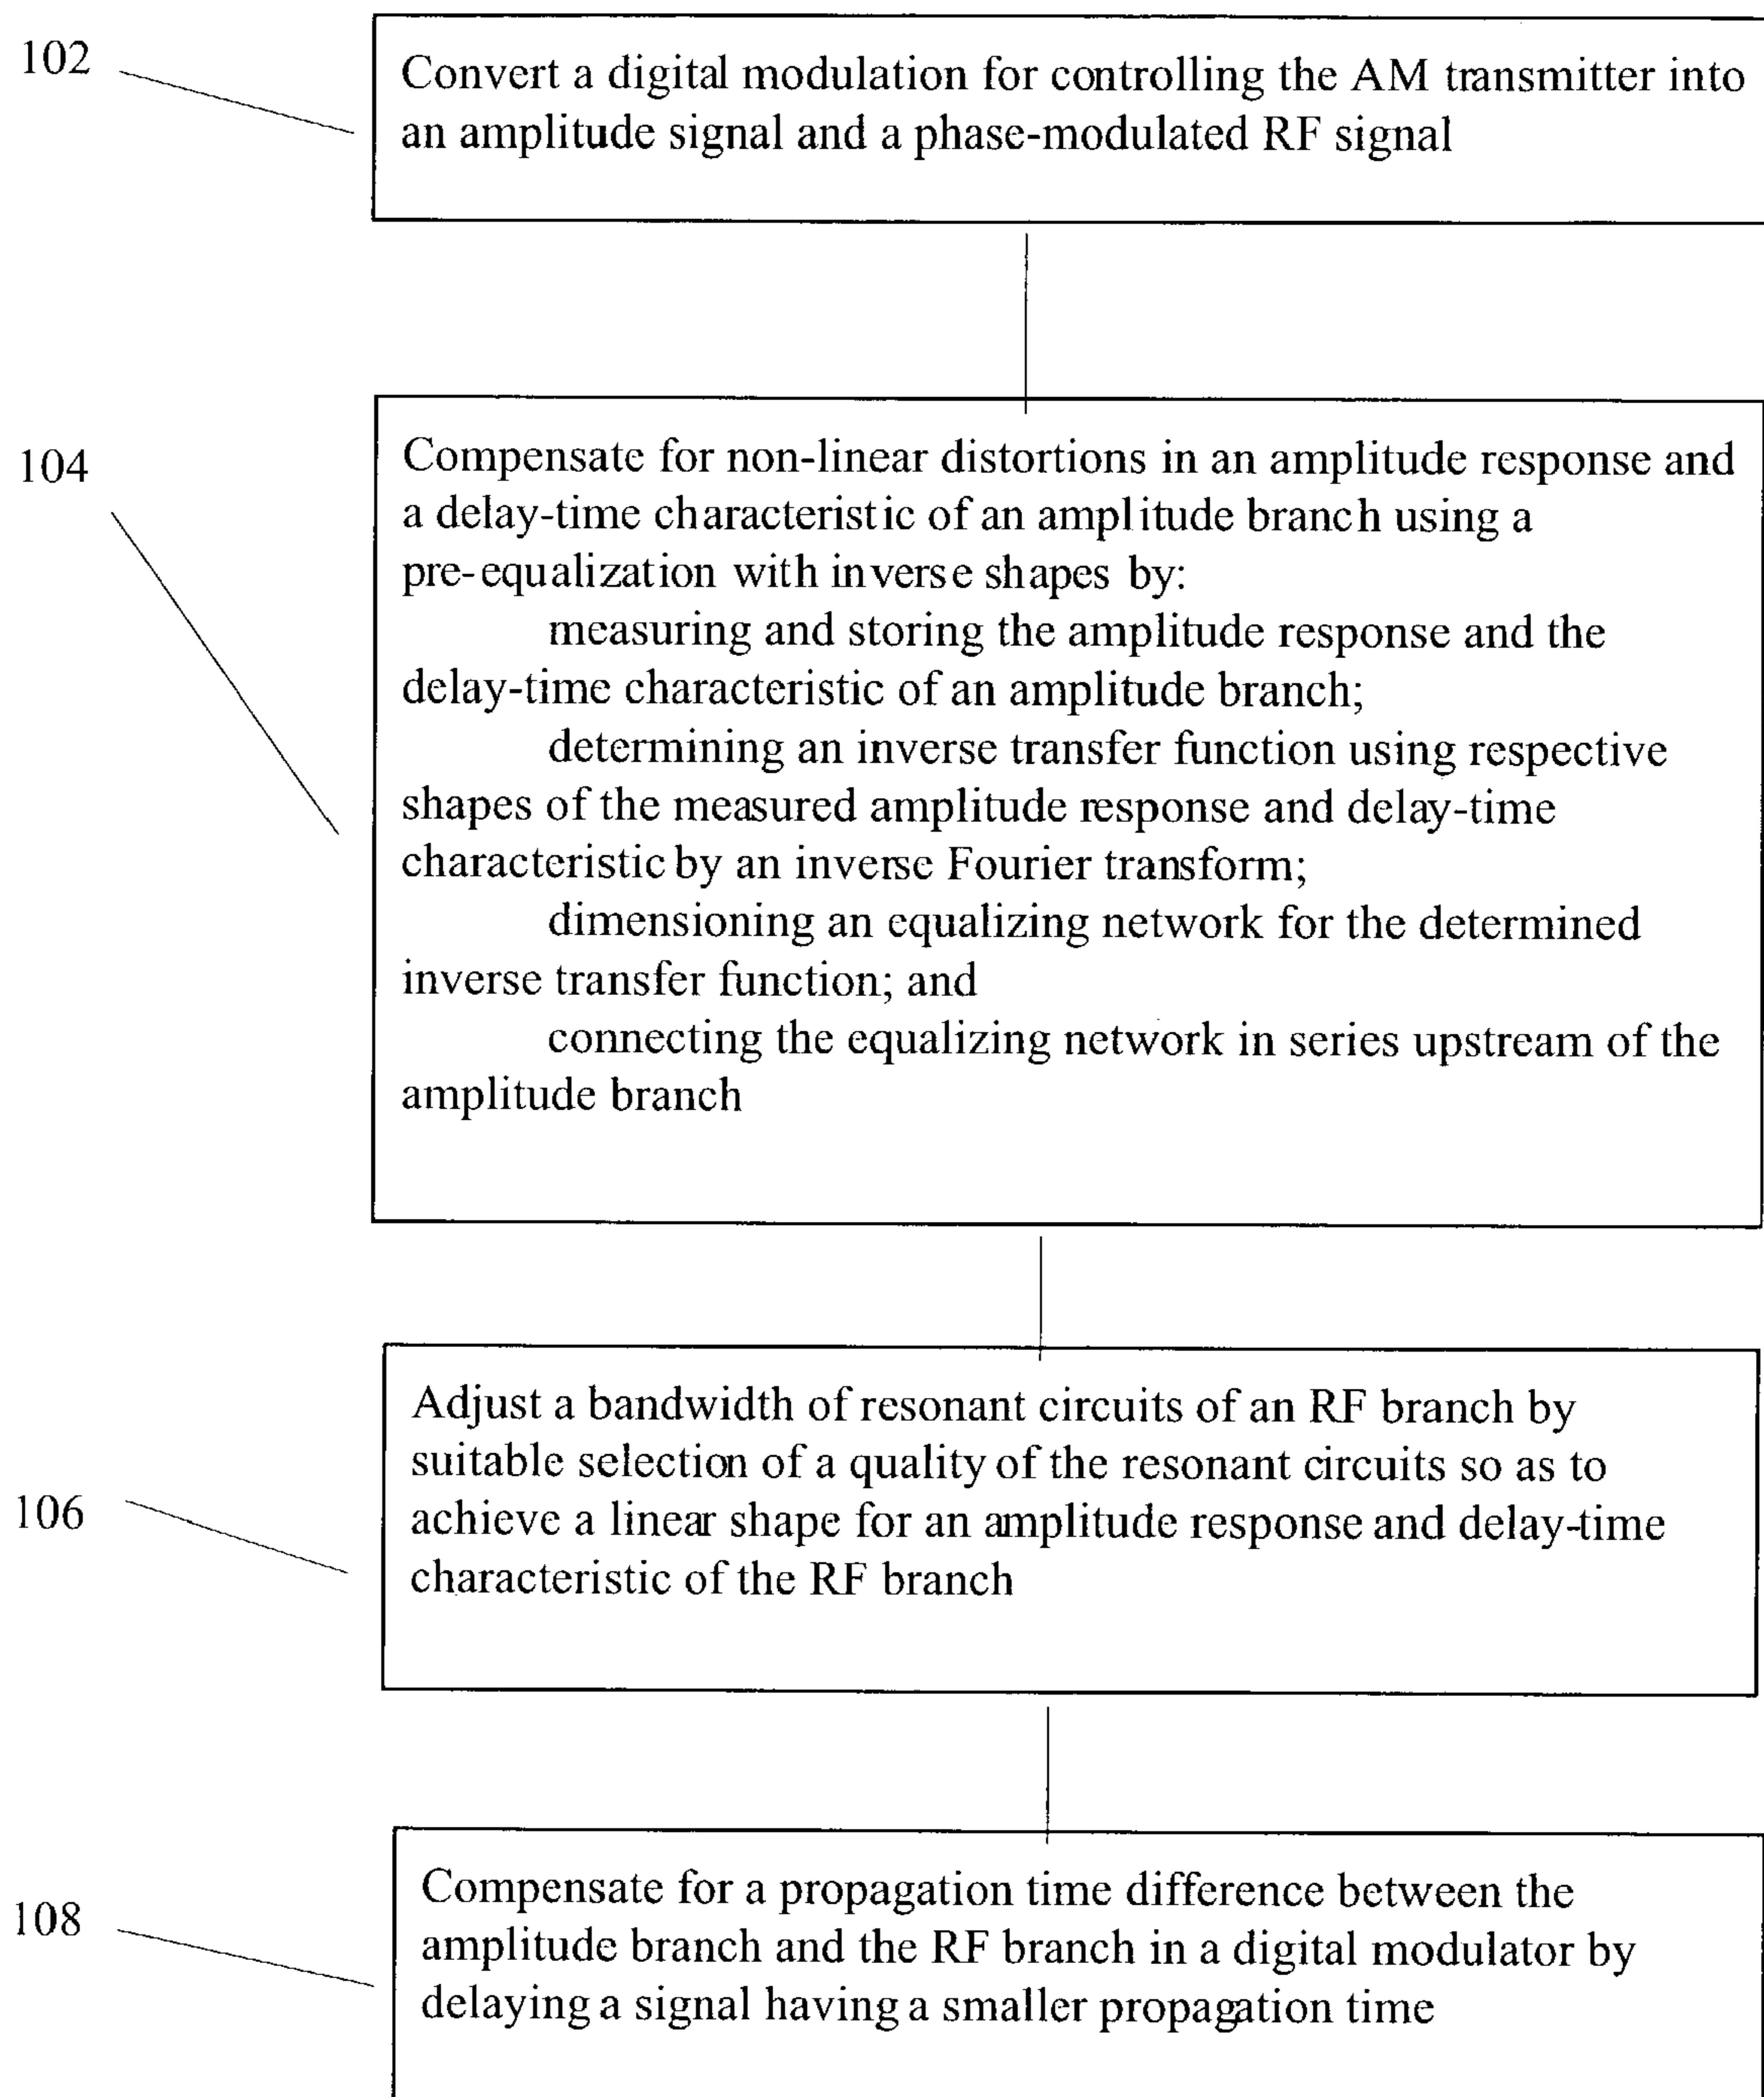 102
Convert a digital modulation for controlling the AM transmitter into
an amplitude signal and a phase-modulated RF signal
104
Compensate for non-linear distortions in an amplitude response and
a delay-time characteristic of an amplitude branch using a
pre-equalization with inverse shapes by:
measuring and storing the amplitude response and the
delay-time characteristic of an amplitude branch;
determining an inverse transfer function using respective
shapes of the measured amplitude response and delay-time
characteristic by an inverse Fourier transform;
dimensioning an equalizing network for the determined
inverse transfer function; and
connecting the equalizing network in series upstream of the
amplitude branch
106
Adjust a bandwidth of resonant circuits of an RF branch by
suitable selection of a quality of the resonant circuits so as to
achieve a linear shape for an amplitude response and delay-time
characteristic of the RF branch
108
Compensate for a propagation time difference between the
amplitude branch and the RF branch in a digital modulator by
delaying a signal having a smaller propagation time